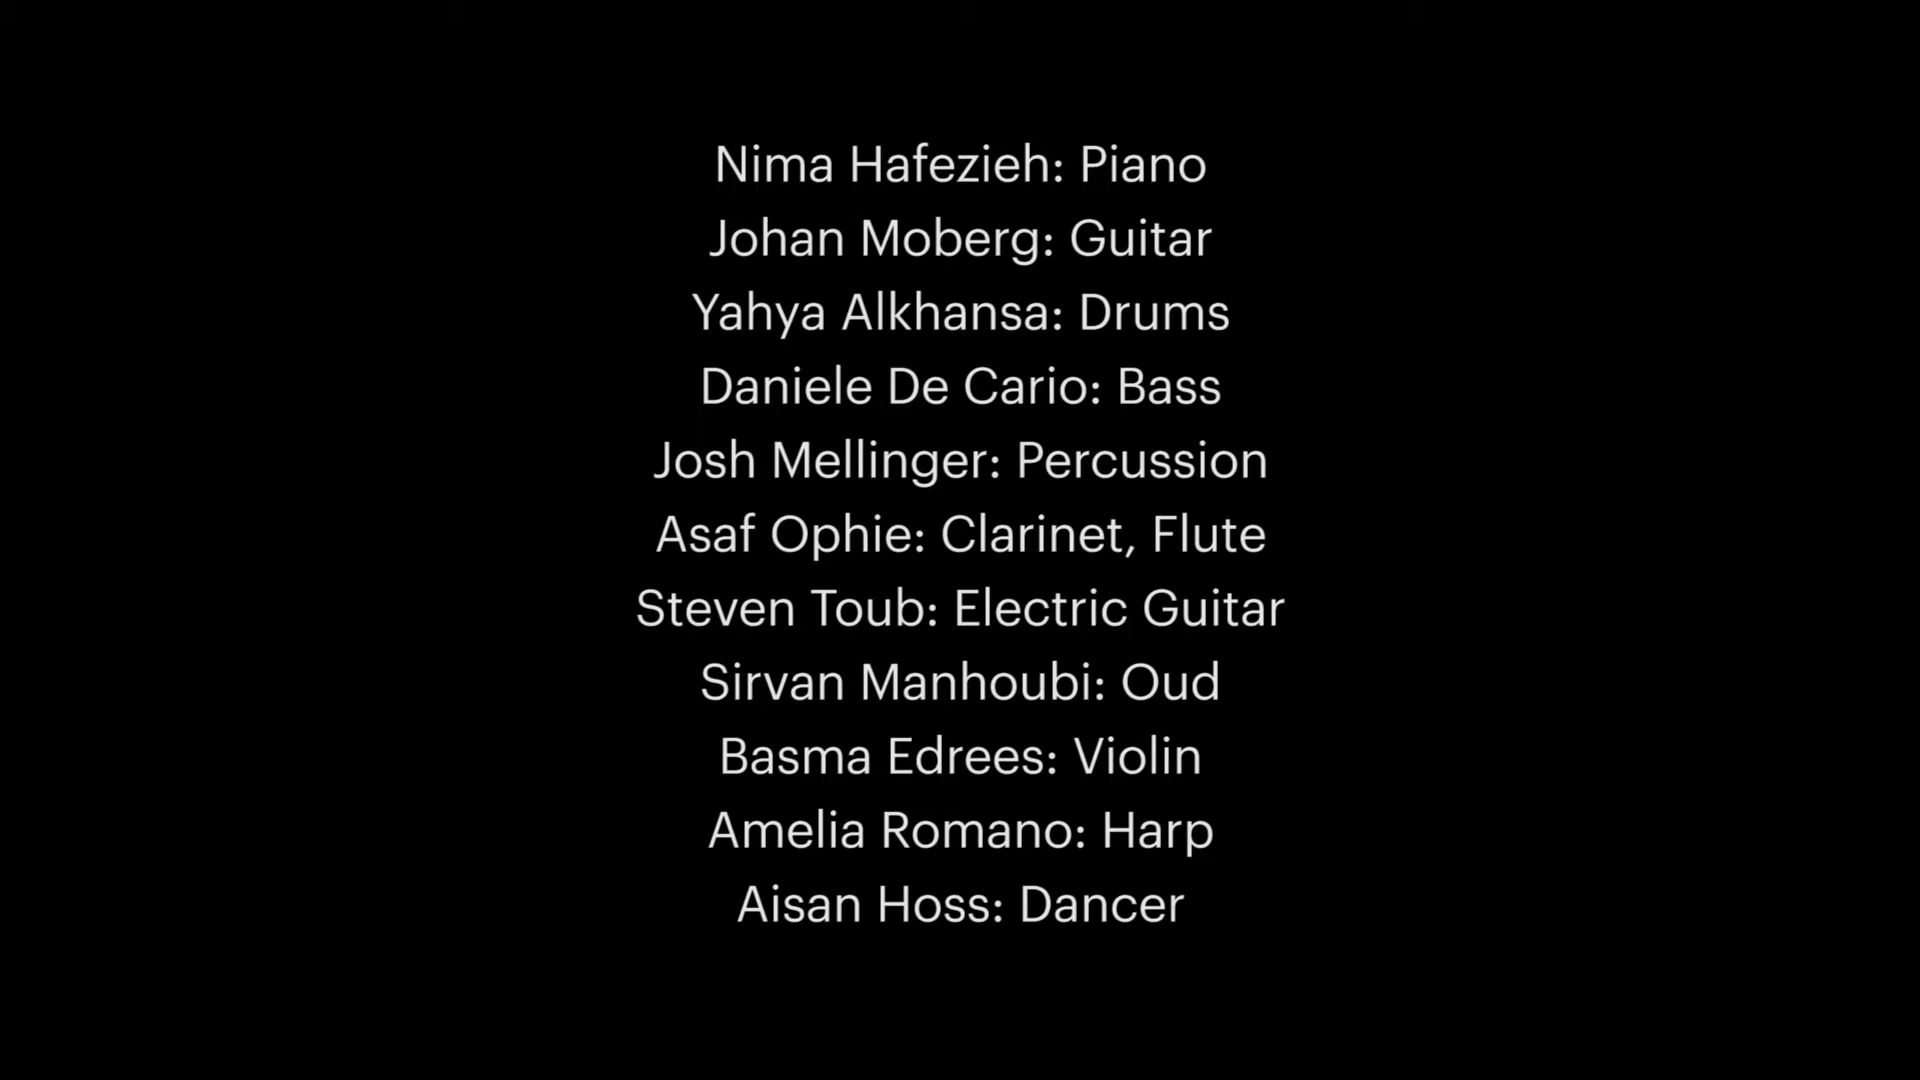 Nima Hafezieh: Piano
Johan Moberg: Guitar
Yahya Alkhansa: Drums
Daniele De Cario: Bass
Josh Mellinger: Percussion
Asaf Ophie: Clarinet, Flute
Steven Toub: Electric Guitar
Sirvan Manhoubi: Oud
Basma Edrees: Violin
Amelia Romano: Harp
Aisan Hoss: Dancer